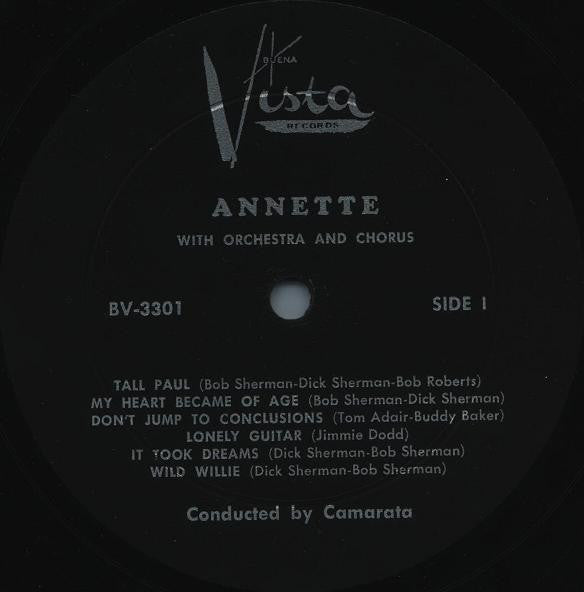 BUENA
Vista
RECORDS
ANNETTE
WITH ORCHESTRA AND CHORUS
BV-3301
SIDE 1
TALL PAUL (Bob Sherman-Dick Sherman-Bob Roberts)
MY HEART BECAME OF AGE (Bob Sherman-Dick Sherman)
DON'T JUMP TO CONCLUSIONS (Tom Adair-Buddy Baker)
LONELY GUITAR (Jimmie Dodd)
IT TOOK DREAMS (Dick Sherman-Bob Sherman)
WILD WILLIE (Dick Sherman-Bob Sherman)
Conducted by Camarata